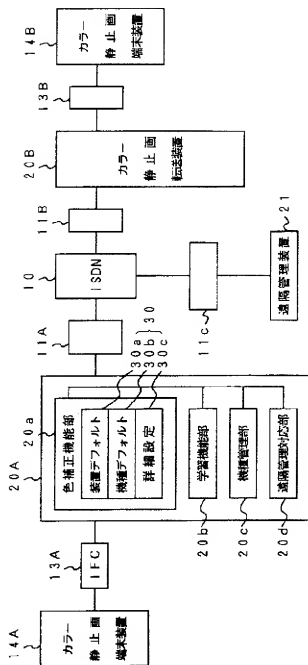 14A
カラー
静止画
端末装置
13A
IFC
20A
20a
色補正機能部
装置デフォルト
機種デフォルト
詳細設定
30a
30b
30c
30
学習機能部
20b
機種管理部
20c
遠隔管理対応部
20d
11A
10
ISDN
11c
遠隔管理装置
21
11B
20B
カラー
静止画
転送装置
13B
14B
カラー
静止画
端末装置